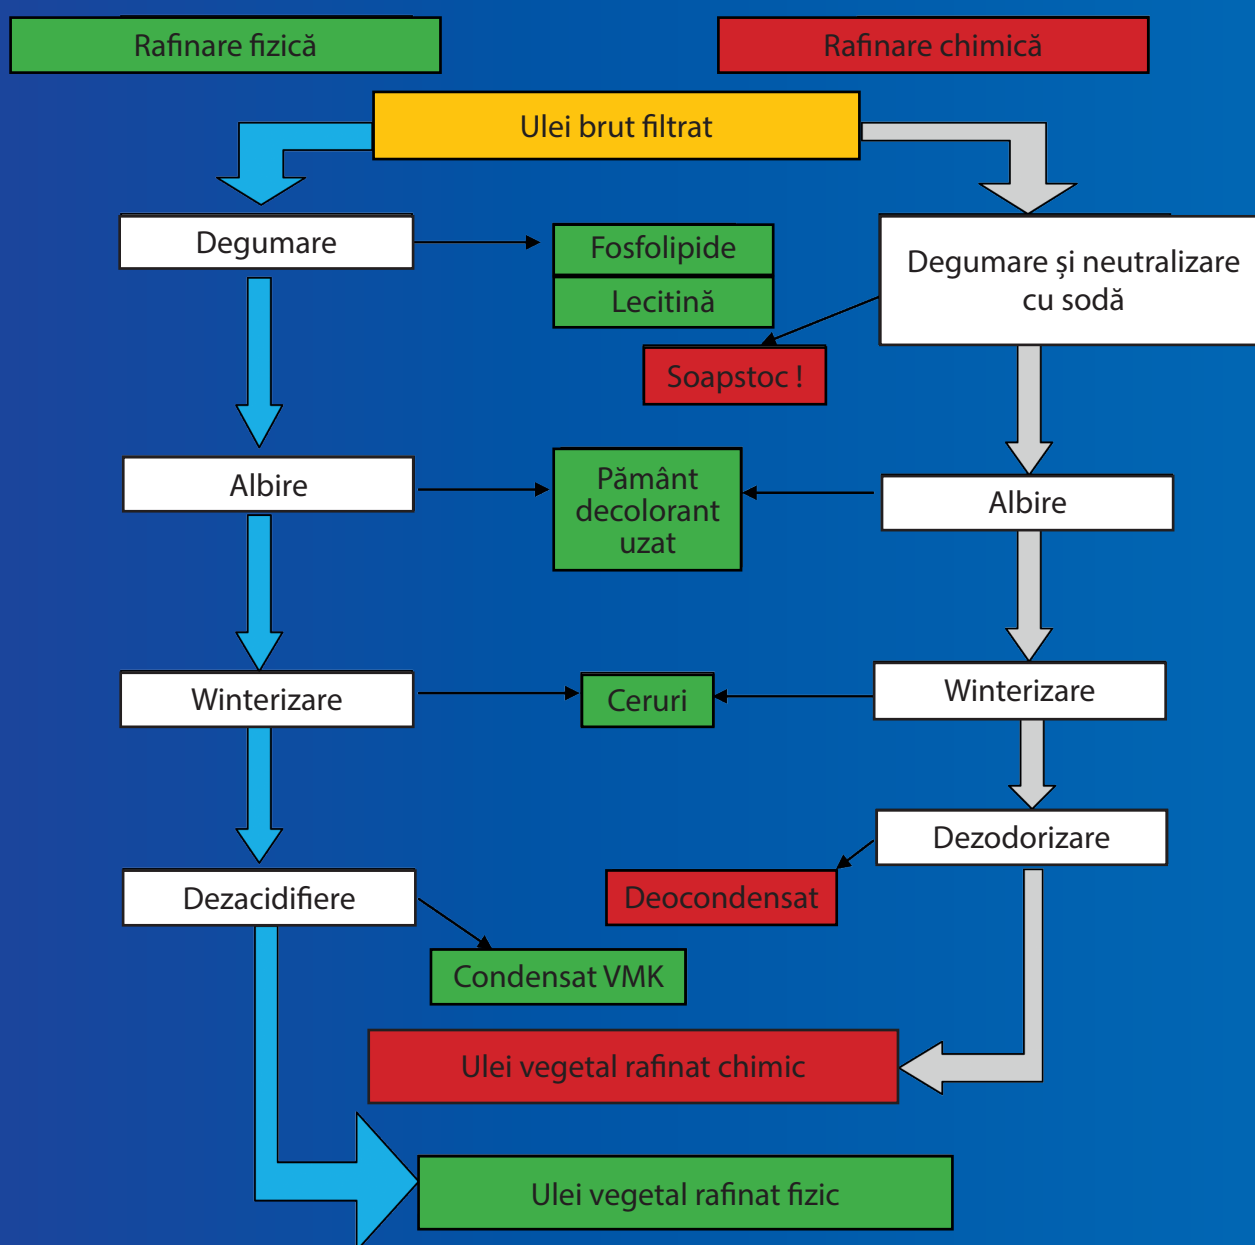 Rafinare fizică
Rafinare chimică
Ulei brut filtrat
Degumare
Fosfolipide
Lecitină
Degumare și neutralizare
cu sodă
Soapstoc !
Albire
Pământ
decolorant
uzat
Albire
Winterizare
Ceruri
Winterizare
Dezodorizare
Dezacidifiere
Deocondensat
Condensat VMK
Ulei vegetal rafinat chimic
Ulei vegetal rafinat fizic